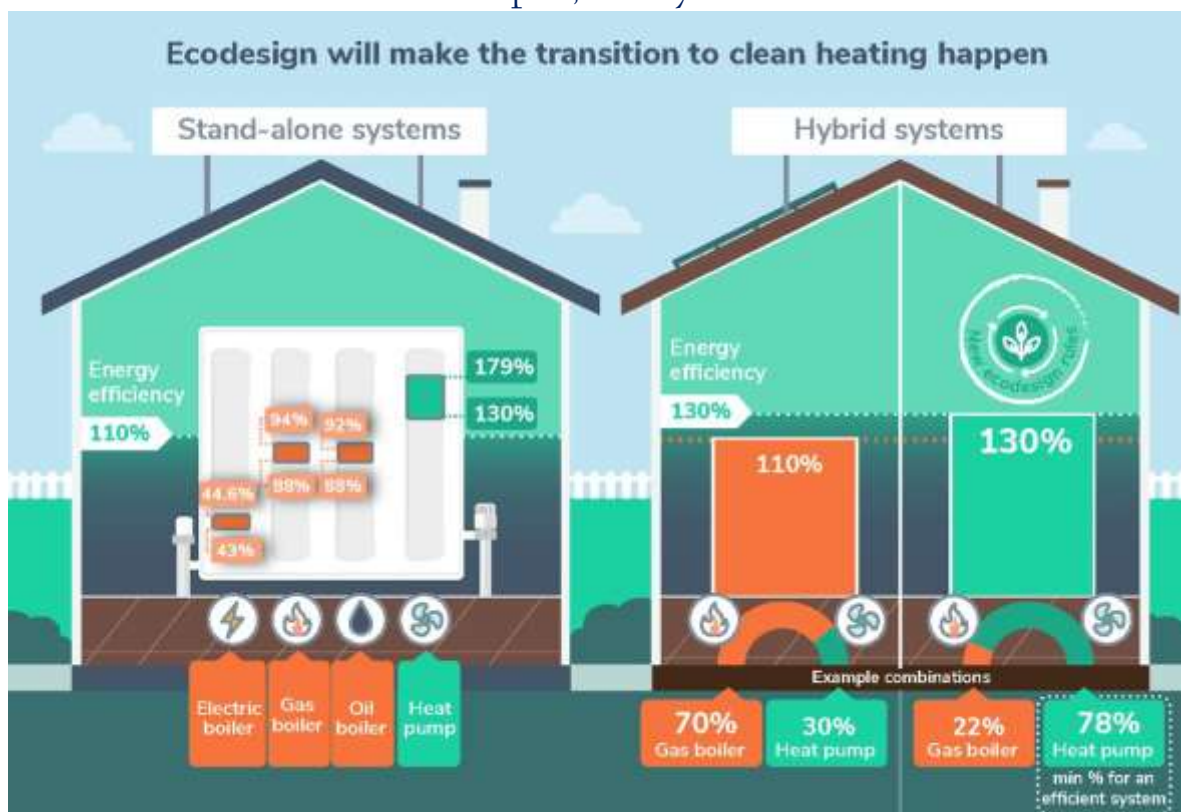 Ecodesign will make the transition to clean heating happen
Stand-alone systems
Hybrid systems
Energy
efficiency
110%
179%
130%
94%
92%
88%
88%
44.6%
43%
Electric
boiler
Gas
boiler
Oil
boiler
Heat
pump
Energy
efficiency
130%
New ecodesign rules
110%
130%
Example combinations
70%
Gas boiler
30%
Heat pump
22%
Gas boiler
78%
Heat pump
min % for an
efficient system